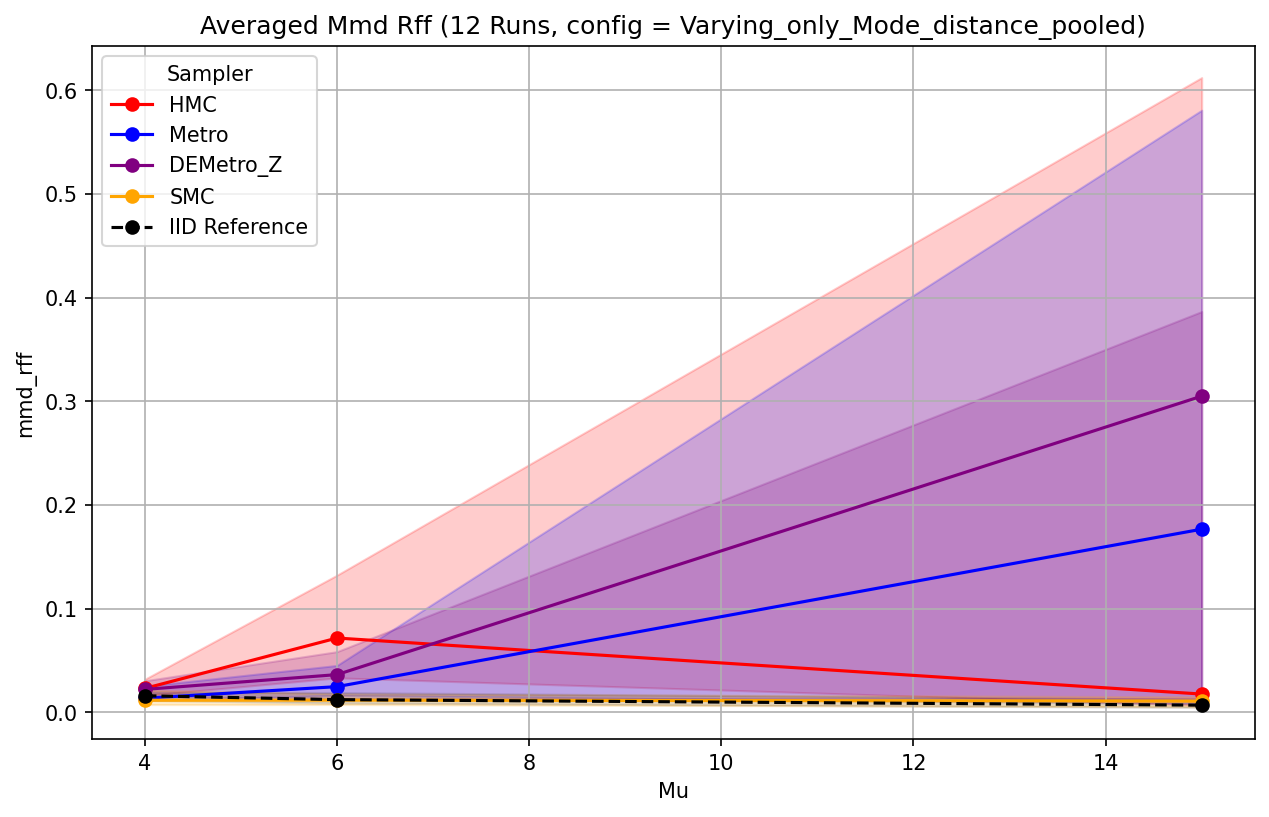 Averaged Mmd Rff (12 Runs, config = Varying_only_Mode_distance_pooled)
Sampler
HMC
Metro
DEMetro_Z
SMC
IID Reference
mmd_rff
0.6
0.5
0.4
0.3
0.2
0.1
0.0
4 6 8 10 12 14
Mu